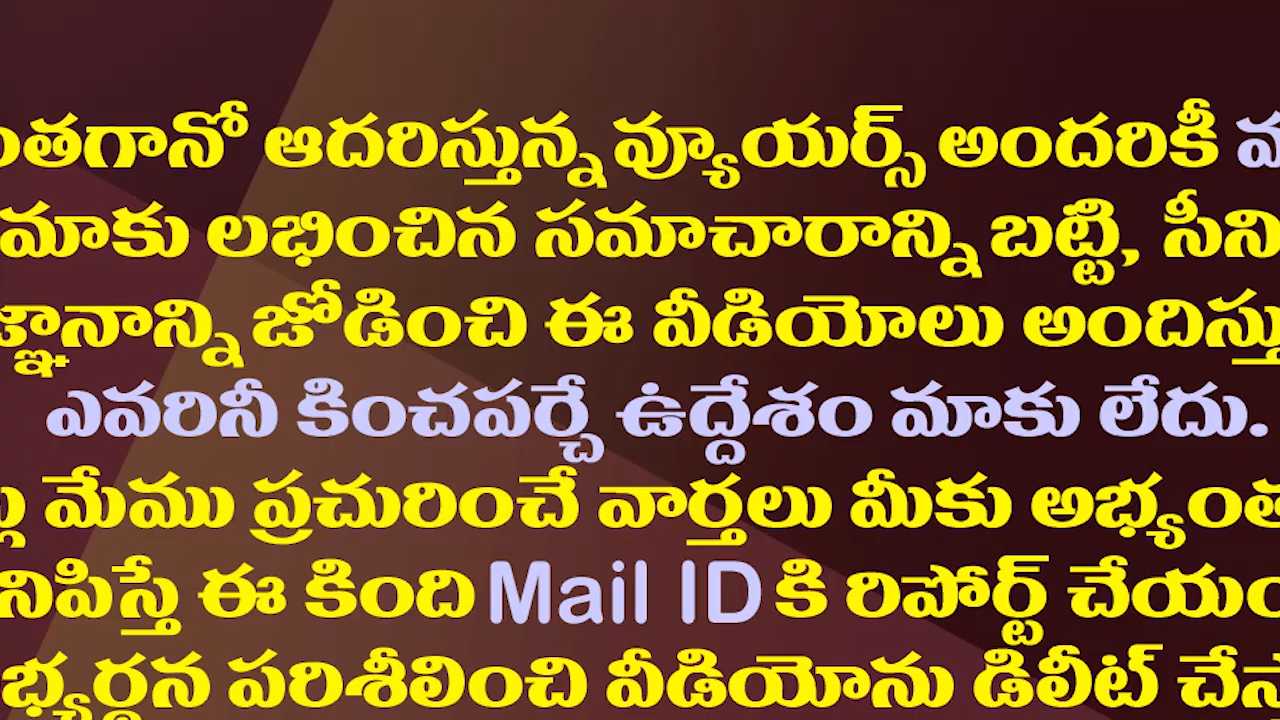 ంతగానో ఆదరిస్తున్న వ్యూయర్స్ అందరికీ
మాకు లభించిన సమాచారాన్ని బట్టి, సీని
జ్ఞానాన్ని జోడించి ఈ వీడియోలు అందిస్తు
ఎవరినీ కించపర్చే ఉద్దేశం మాకు లేదు.
మేము ప్రచురించే వార్తలు మీకు అభ్యంత
నిపిస్తే ఈ కింది Mail ID కి రిపోర్ట్ చేయం
భ్యర్థన పరిశీలించి వీడియోను డిలీట్ చేస